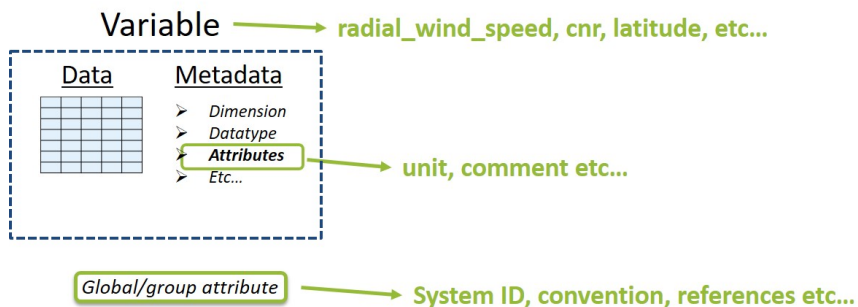 Variable
radial_wind_speed, cnr, latitude, etc...
Data
Metadata
Dimension
Datatype
Attributes
Etc...
unit, comment etc...
Global/group attribute
System ID, convention, references etc...